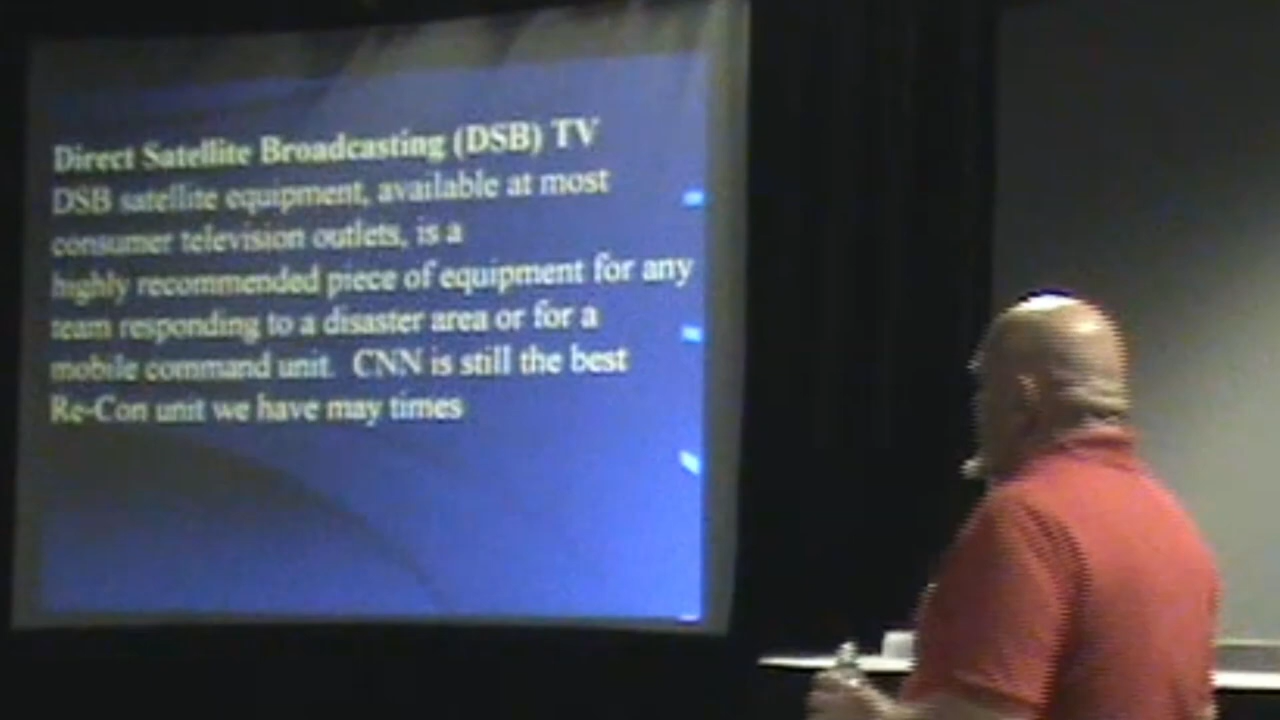 Direct Satellite Broadcasting (DSB) TV
DSB satellite equipment, available at most
consumer television outlets, is a
highly recommended piece of equipment for any
team responding to a disaster area or for a
mobile command unit. CNN is still the best
Re-Con unit we have may times